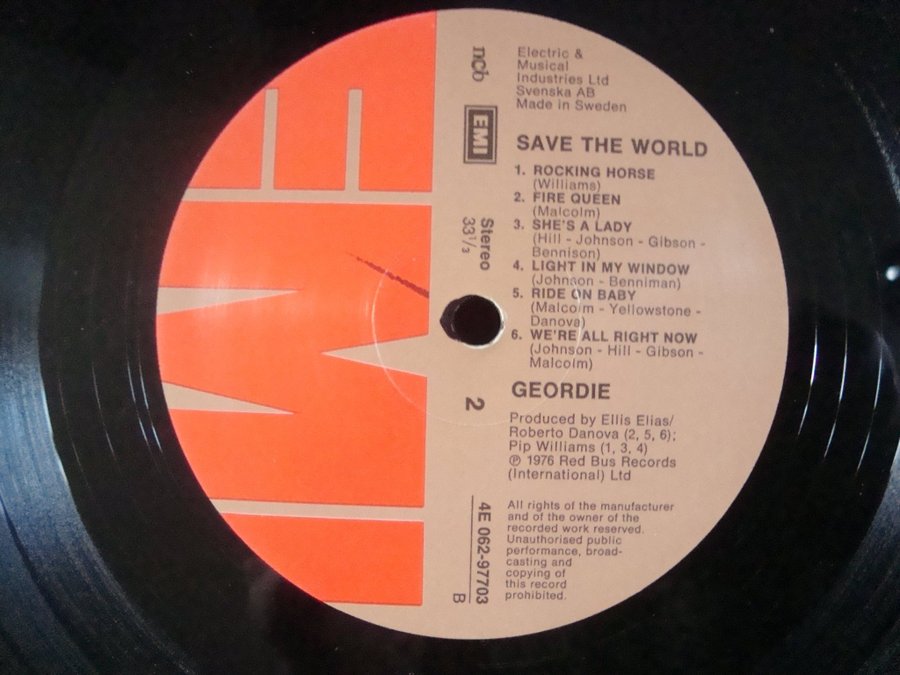 Electric &
Musical
Industries Ltd
Svenska AB
Made in Sweden
ncb
EMI
SAVE THE WORLD
1. ROCKING HORSE
(Williams)
2. FIRE QUEEN
(Malcolm)
3. SHE'S A LADY
(Hill - Johnson - Gibson -
Bennison)
4. LIGHT IN MY WINDOW
(Johnson - Benniman)
5. RIDE ON BABY
(Malcolm - Yellowstone -
Danova)
6. WE'RE ALL RIGHT NOW
(Johnson - Hill - Gibson -
Malcolm)
Stereo
33 1/3
2
GEORDIE
Produced by Ellis Elias/
Roberto Danova (2, 5, 6);
Pip Williams (1, 3, 4)
℗ 1976 Red Bus Records
(International) Ltd
4E 062-97703
B
All rights of the manufacturer
and of the owner of the
recorded work reserved.
Unauthorised public
performance, broad-
casting and
copying of
this record
prohibited.
EMI